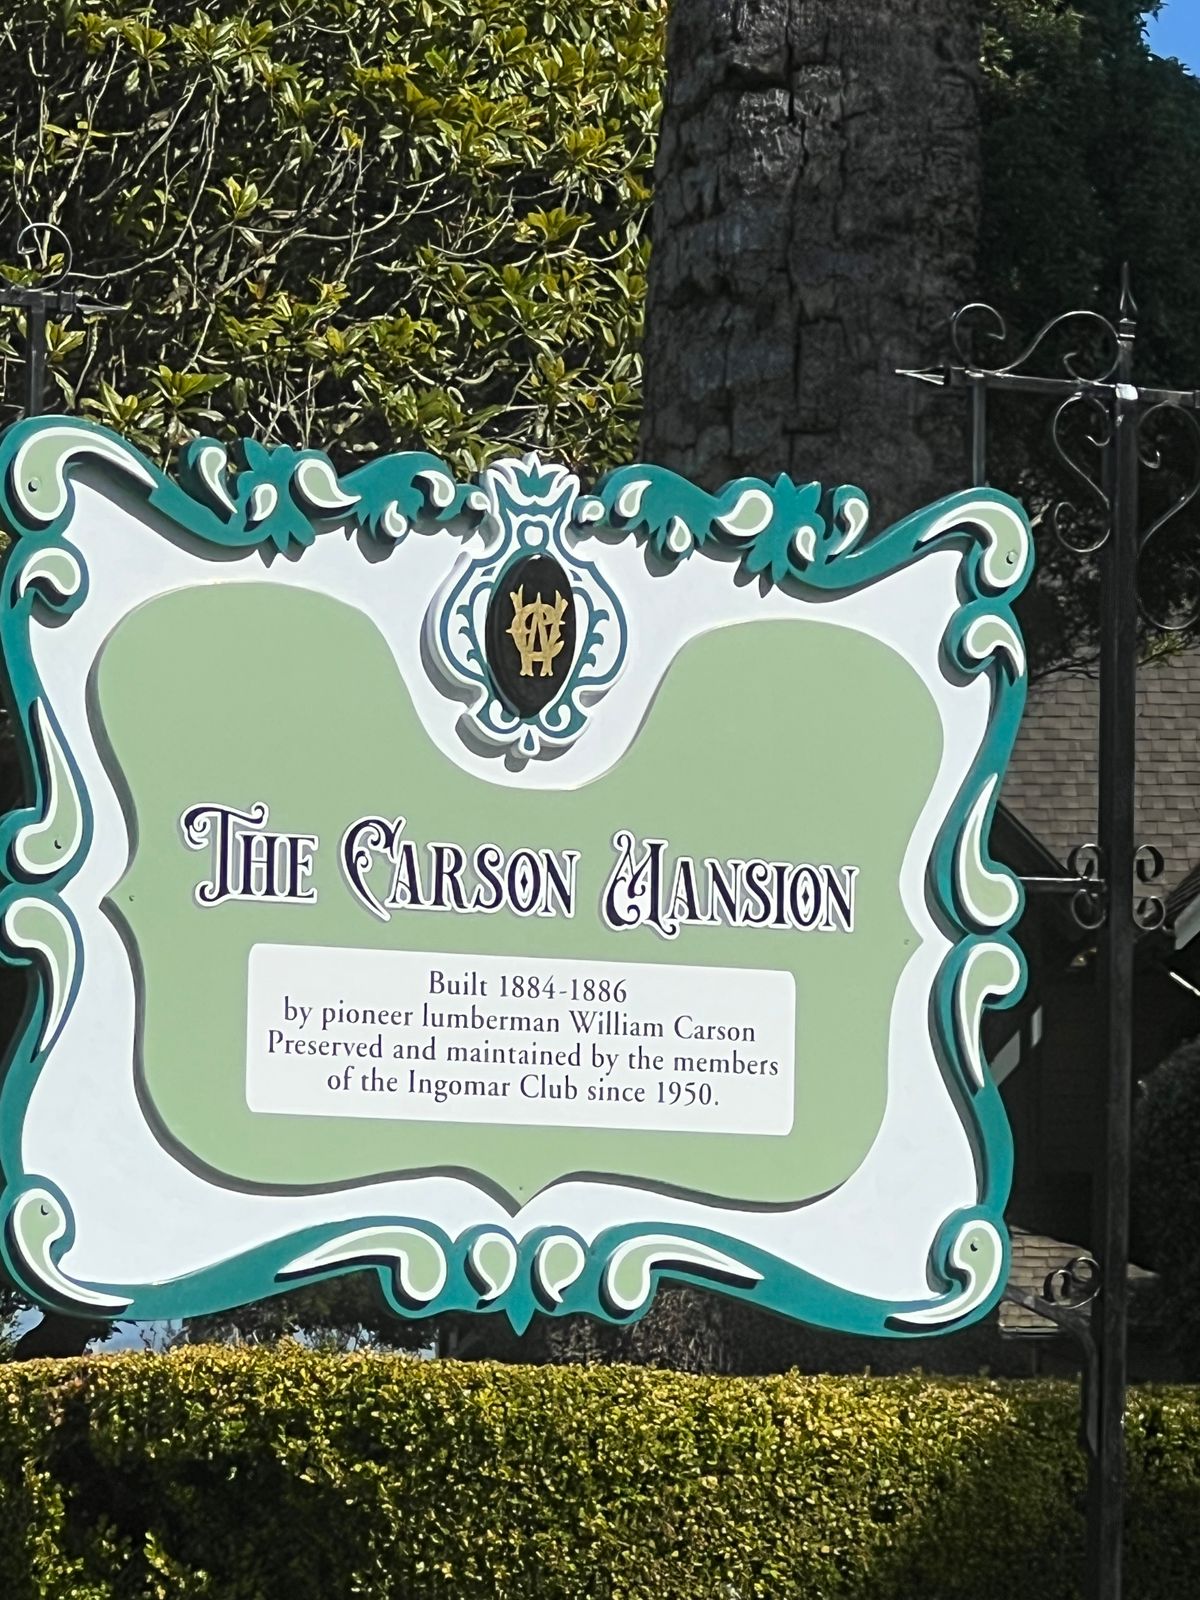 The Carson Mansion
Built 1884-1886
by pioneer lumberman William Carson
Preserved and maintained by the members
of the Ingomar Club since 1950.